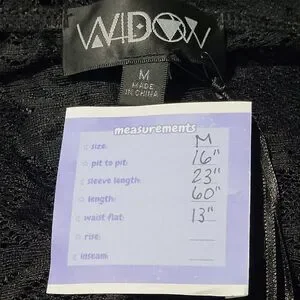 WIDOW
M
MADE
IN CHINA
measurements
☾ size: M
☆ pit to pit: 16"
☾ sleeve length: 23"
☆ length: 60"
☾ waist flat: 13"
☆ rise:
☾ inseam: